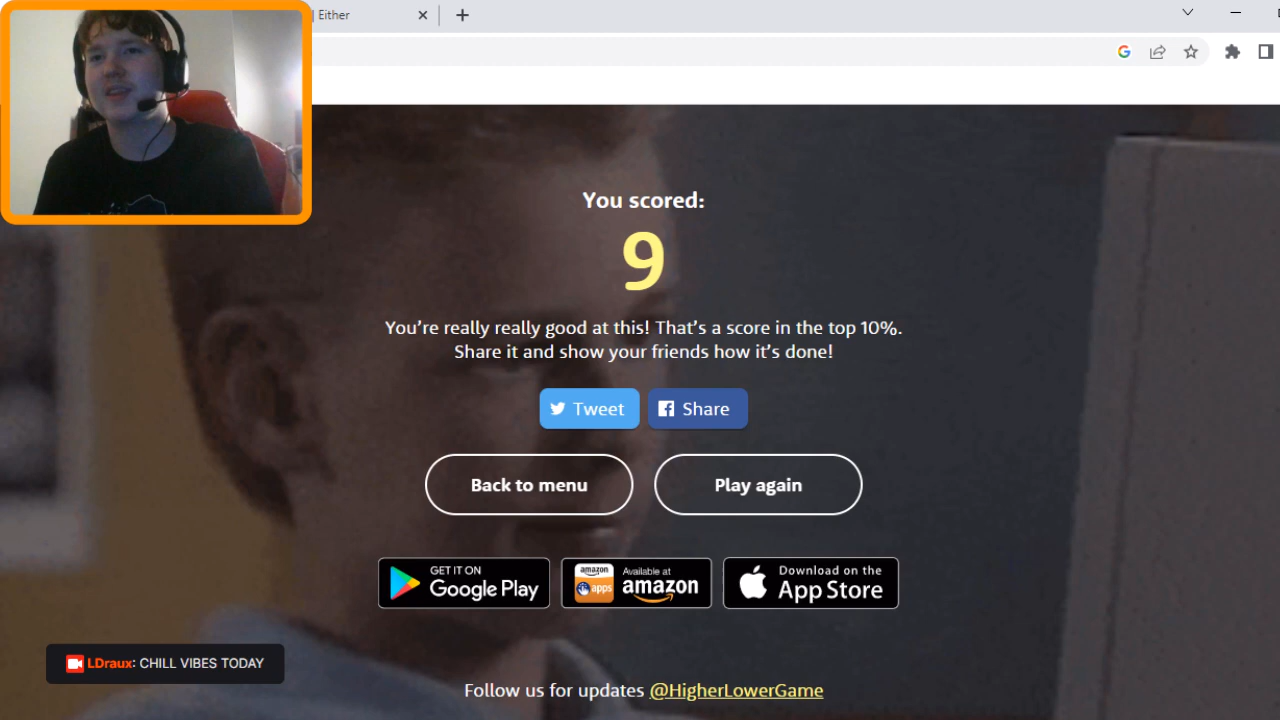 | Either
You scored:
9
You're really really good at this! That's a score in the top 10%.
Share it and show your friends how it's done!
Tweet
Share
Back to menu
Play again
GET IT ON
Google Play
amazon
apps
Available at
amazon
Download on the
App Store
LDraux: CHILL VIBES TODAY
Follow us for updates @HigherLowerGame